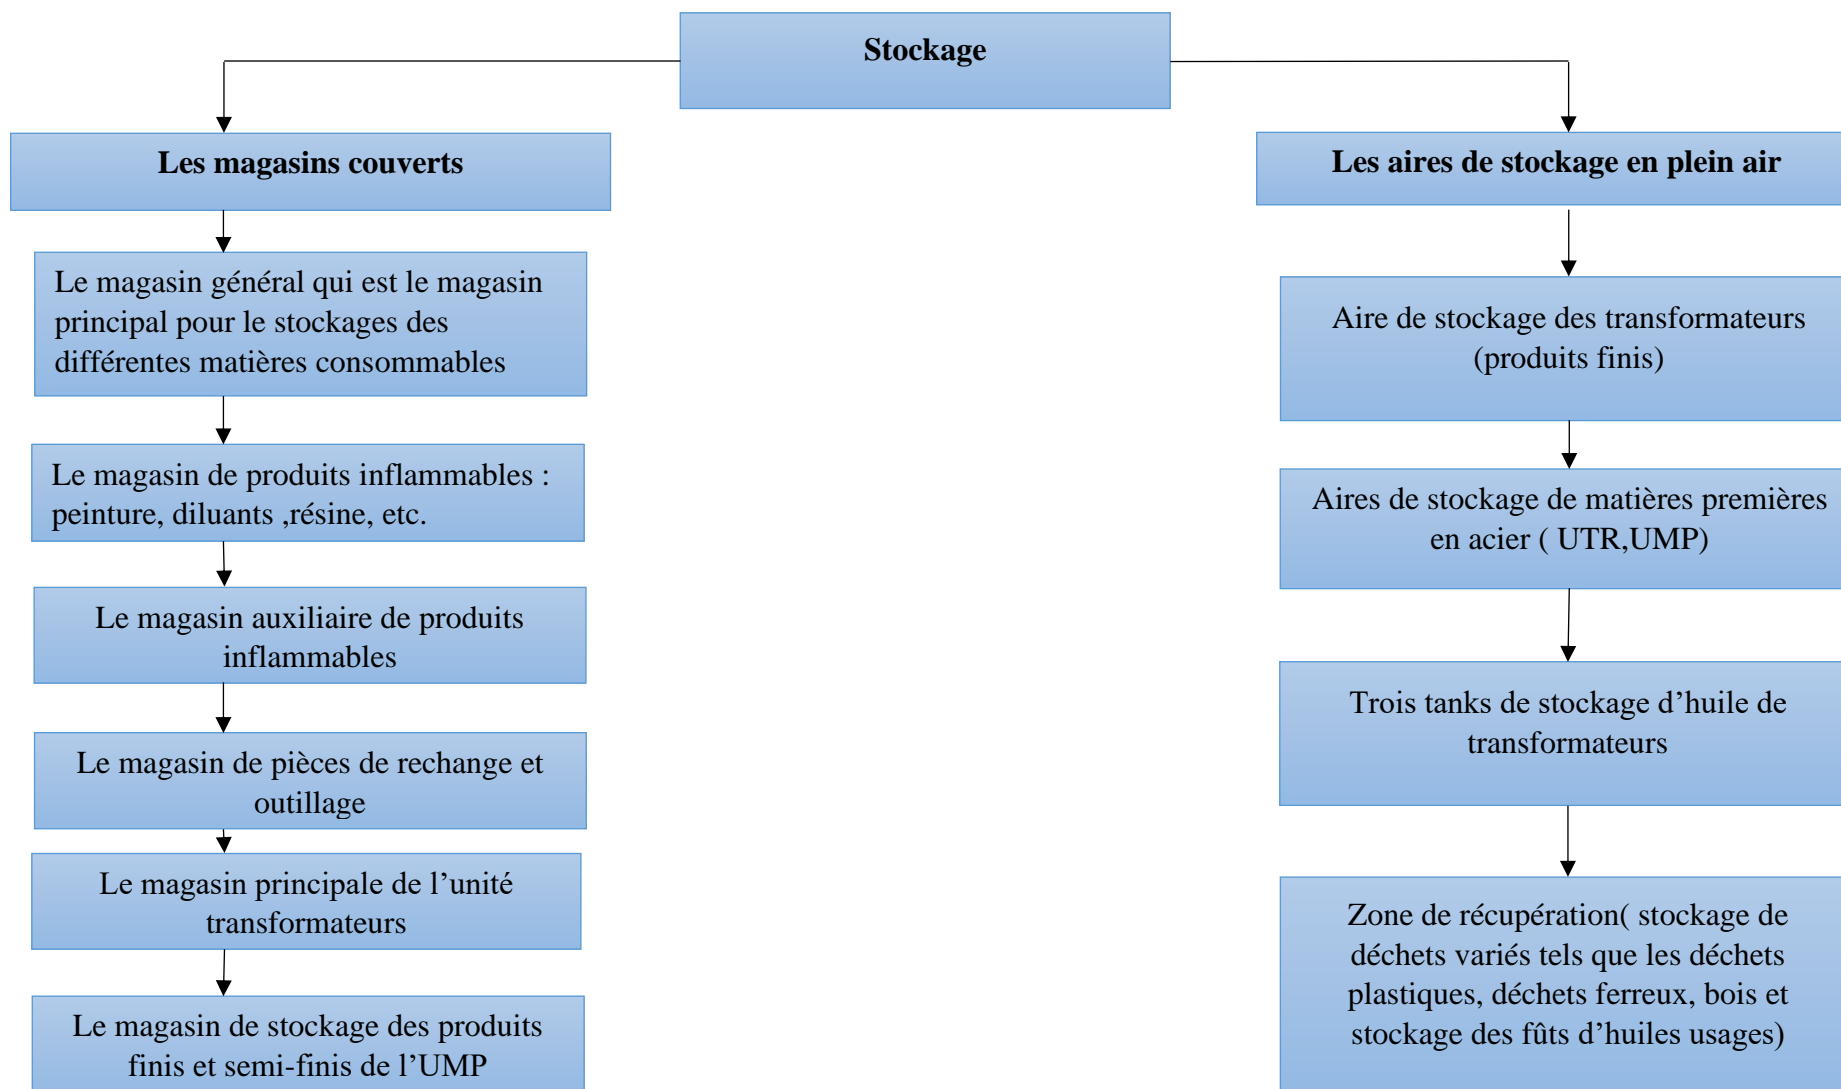 Stockage
Les magasins couverts
Le magasin général qui est le magasin
principal pour le stockages des
différentes matières consommables
Le magasin de produits inflammables :
peinture, diluants ,résine, etc.
Le magasin auxiliaire de produits
inflammables
Le magasin de pièces de rechange et
outillage
Le magasin principale de l’unité
transformateurs
Le magasin de stockage des produits
finis et semi-finis de l’UMP
Les aires de stockage en plein air
Aire de stockage des transformateurs
(produits finis)
Aires de stockage de matières premières
en acier ( UTR,UMP)
Trois tanks de stockage d’huile de
transformateurs
Zone de récupération( stockage de
déchets variés tels que les déchets
plastiques, déchets ferreux, bois et
stockage des fûts d’huiles usages)